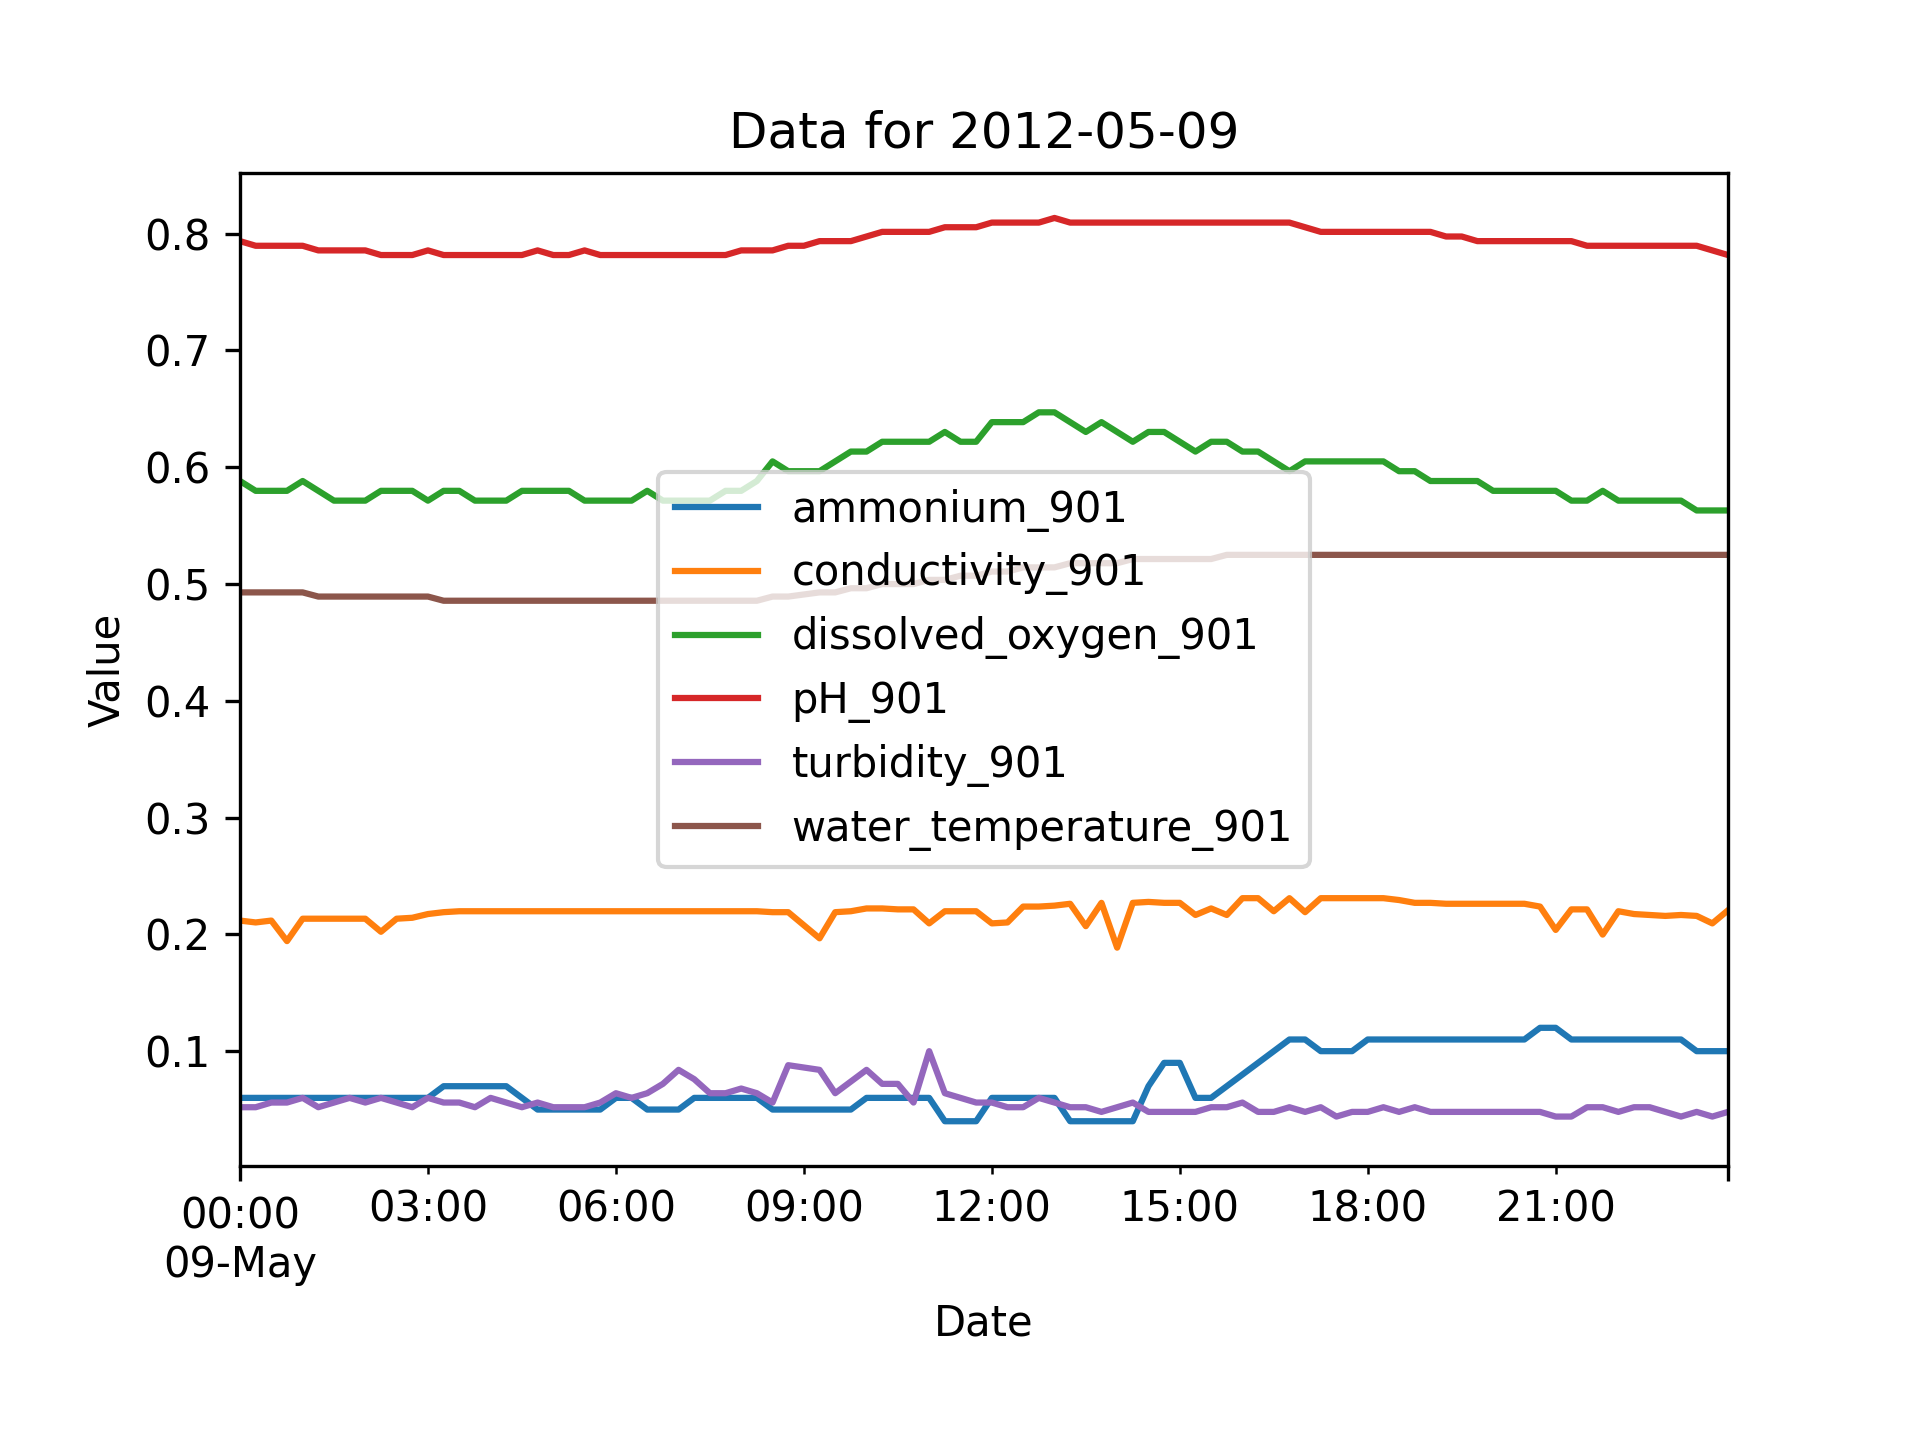 Data for 2012-05-09
0.8
0.7
0.6
0.5
0.4
0.3
0.2
0.1
Value
ammonium_901
conductivity_901
dissolved_oxygen_901
pH_901
turbidity_901
water_temperature_901
00:00 03:00 06:00 09:00 12:00 15:00 18:00 21:00
09-May
Date